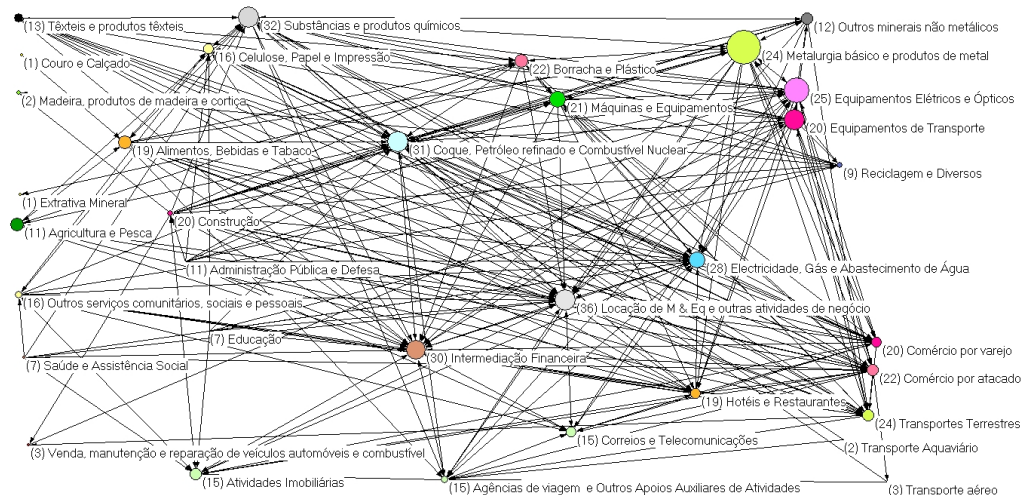 (13) Têxteis e produtos têxteis
(32) Substâncias e produtos químicos
(12) Outros minerais não metálicos
(1) Couro e Calçado
(16) Celulose, Papel e Impressão
(24) Metalurgia básico e produtos de metal
(22) Borracha e Plástico
(2) Madeira, produtos de madeira e cortiça
(21) Máquinas e Equipamentos
(25) Equipamentos Elétricos e Ópticos
(20) Equipamentos de Transporte
(19) Alimentos, Bebidas e Tabaco
(31) Coque, Petróleo refinado e Combustível Nuclear
(9) Reciclagem e Diversos
(1) Extrativa Mineral
(20) Construção
(11) Agricultura e Pesca
(11) Administração Pública e Defesa
(28) Electricidade, Gás e Abastecimento de Água
(16) Outros serviços comunitários, sociais e pessoais
(36) Locação de M & Eq e outras atividades de negócio
(7) Educação
(20) Comércio por varejo
(7) Saúde e Assistência Social
(30) Intermediação Financeira
(22) Comércio por atacado
(19) Hotéis e Restaurantes
(24) Transportes Terrestres
(15) Correios e Telecomunicações
(2) Transporte Aquaviário
(3) Venda, manutenção e reparação de veículos automóveis e combustível
(15) Atividades Imobiliárias
(15) Agências de viagem e Outros Apoios Auxiliares de Atividades
(3) Transporte aéreo